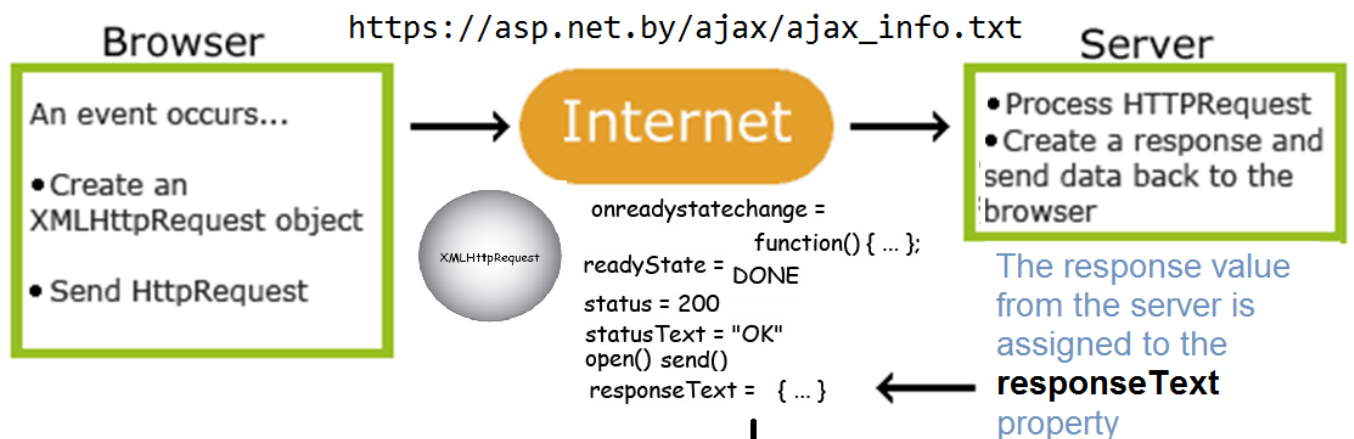 https://asp.net.by/ajax/ajax_info.txt
Browser
An event occurs...
•Create an
XMLHttpRequest object
• Send HttpRequest
Internet
Server
• Process HTTPRequest
• Create a response and
send data back to the
browser
XMLHttpRequest
onreadystatechange =
function() { ... };
readyState =
DONE
status = 200
statusText = "OK"
open() send()
responseText = { ... }
The response value
from the server is
assigned to the
responseText
property